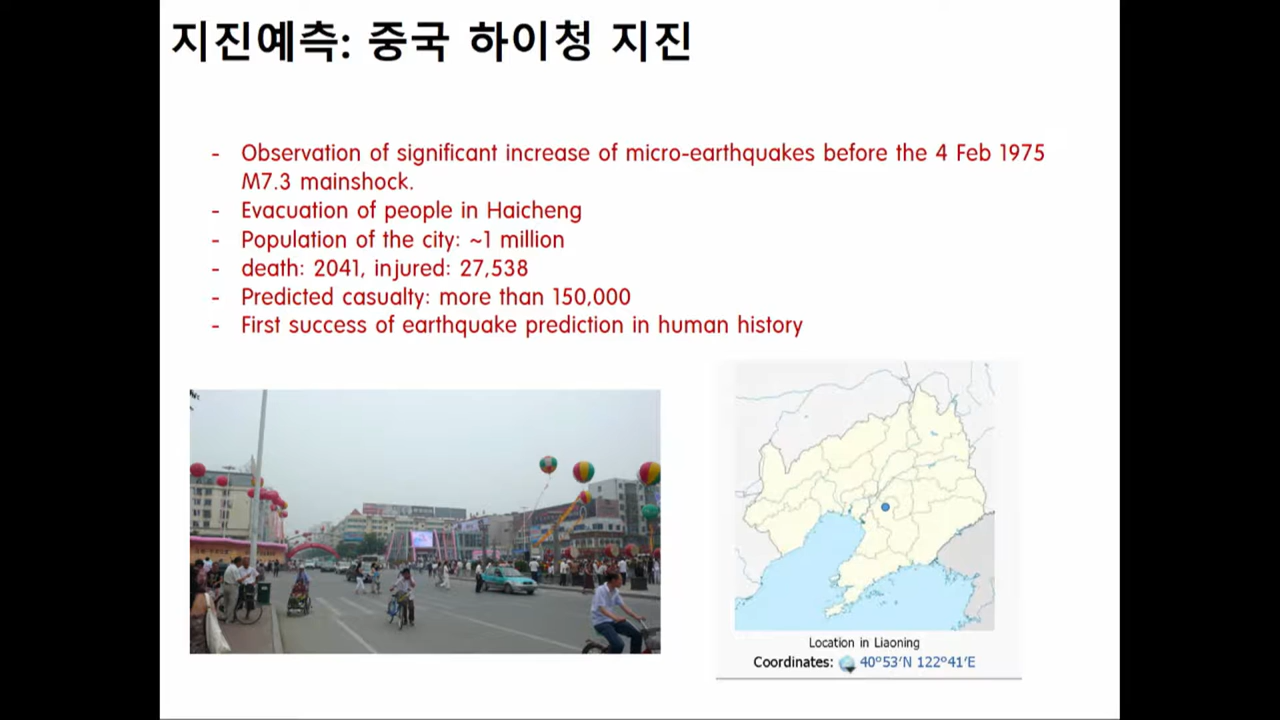 지진예측: 중국 하이청 지진
- Observation of significant increase of micro-earthquakes before the 4 Feb 1975
M7.3 mainshock.
- Evacuation of people in Haicheng
- Population of the city: ~1 million
- death: 2041, injured: 27,538
- Predicted casualty: more than 150,000
- First success of earthquake prediction in human history
Location in Liaoning
Coordinates: 40°53′N 122°41′E